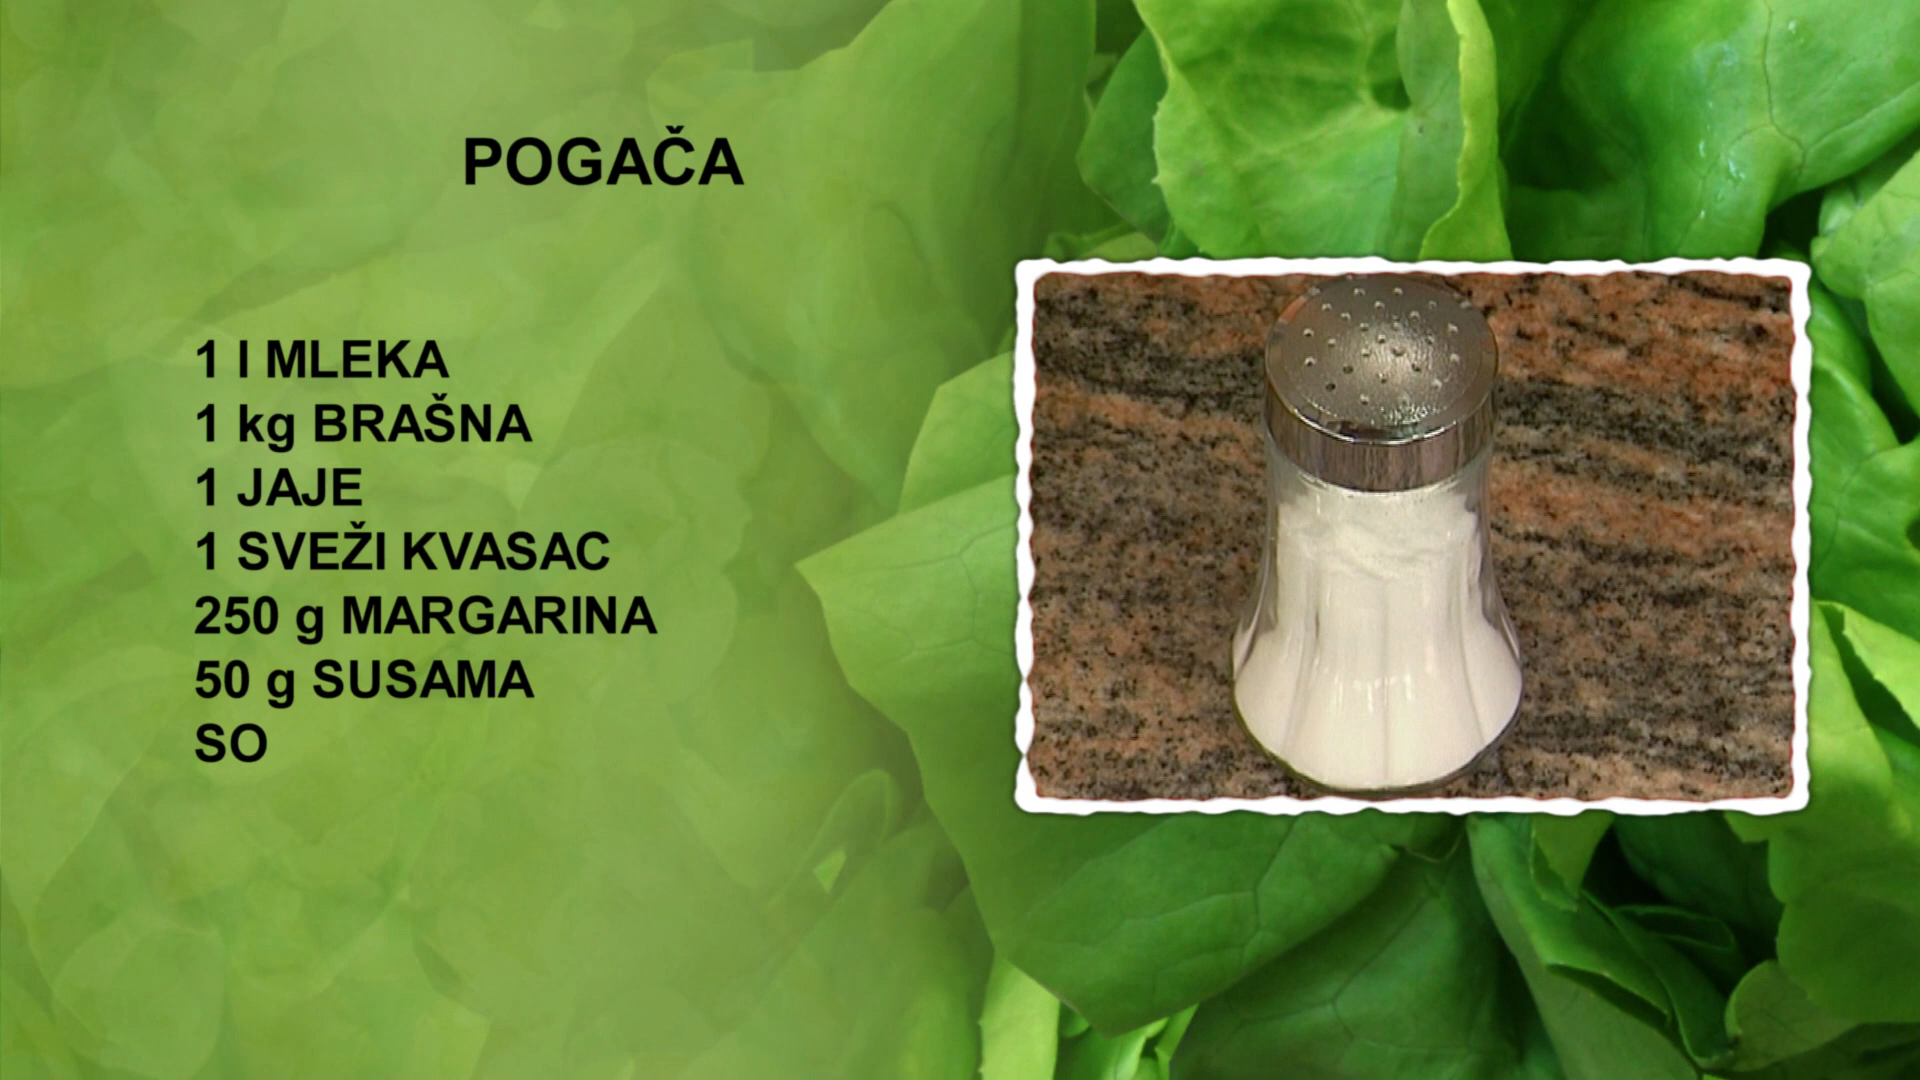 POGAČA
1 l MLEKA
1 kg BRAŠNA
1 JAJE
1 SVEŽI KVASAC
250 g MARGARINA
50 g SUSAMA
SO